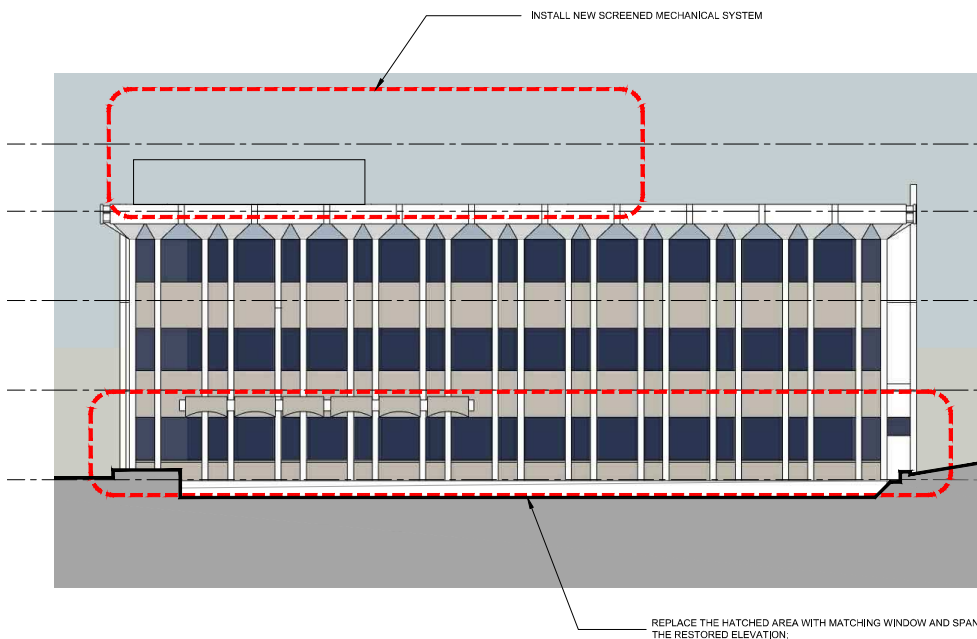 INSTALL NEW SCREENED MECHANICAL SYSTEM
REPLACE THE HATCHED AREA WITH MATCHING WINDOW AND SPAN
THE RESTORED ELEVATION;